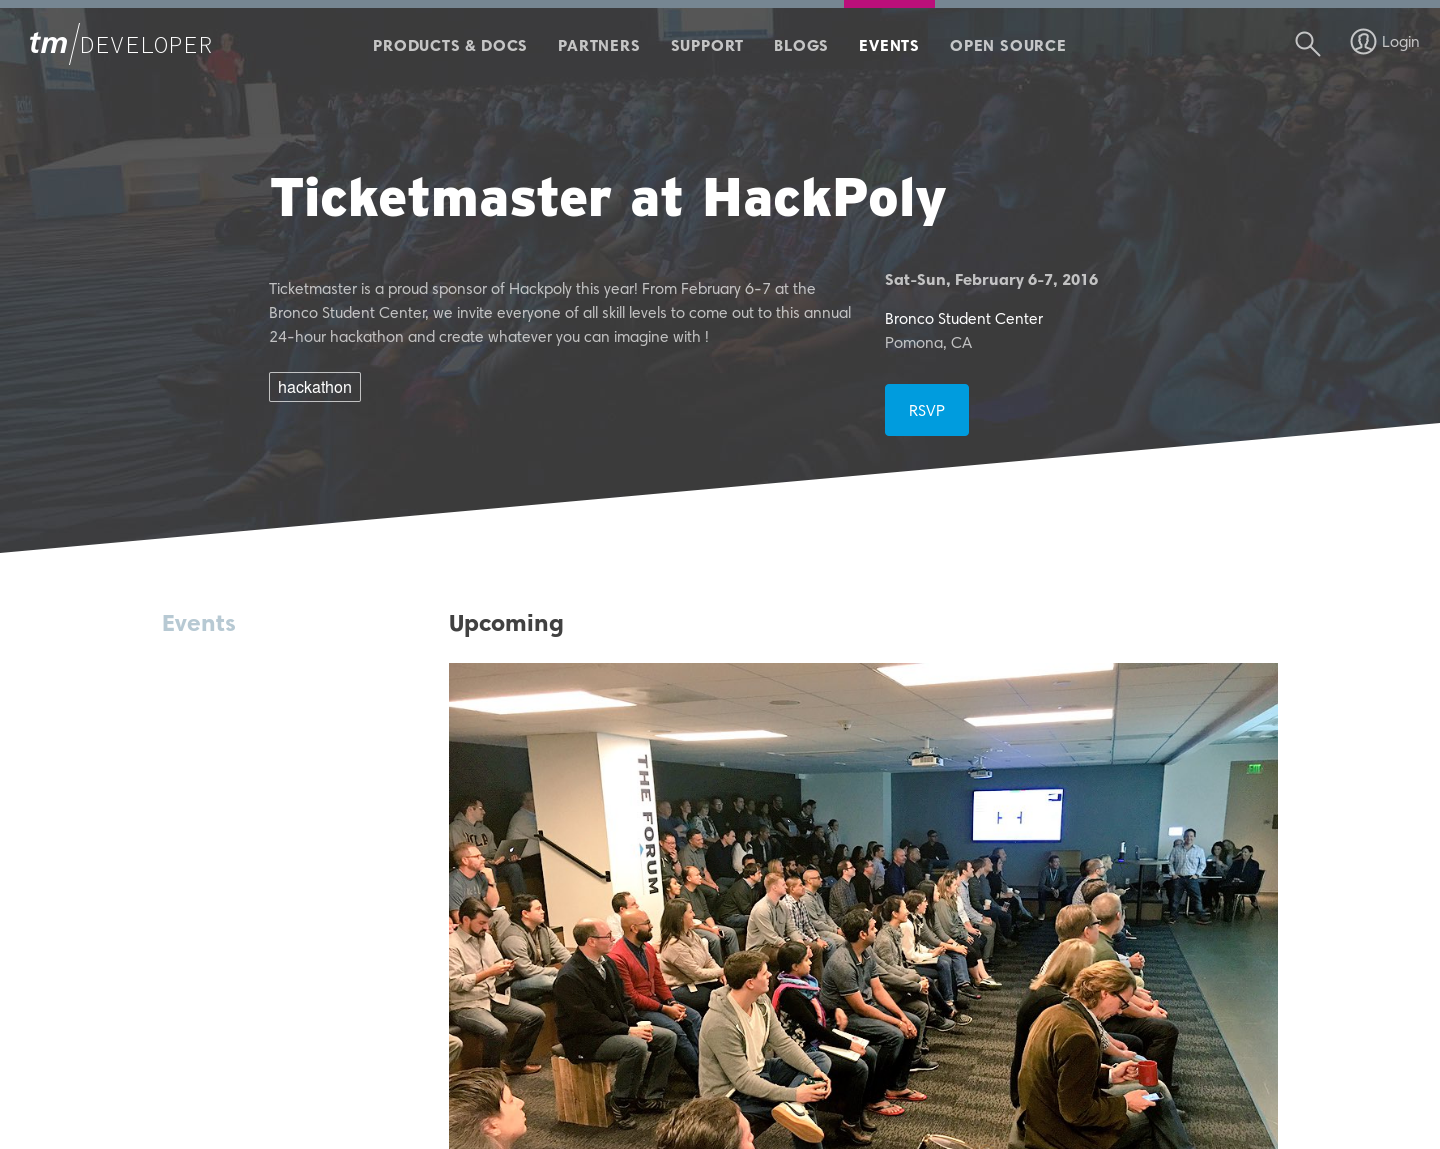 tm/DEVELOPER
PRODUCTS & DOCS PARTNERS SUPPORT BLOGS EVENTS OPEN SOURCE
Login
Ticketmaster at HackPoly
Ticketmaster is a proud sponsor of Hackpoly this year! From February 6-7 at the
Bronco Student Center, we invite everyone of all skill levels to come out to this annual
24-hour hackathon and create whatever you can imagine with !
hackathon
Sat-Sun, February 6-7, 2016
Bronco Student Center
Pomona, CA
RSVP
Events
Upcoming
THE FORUM